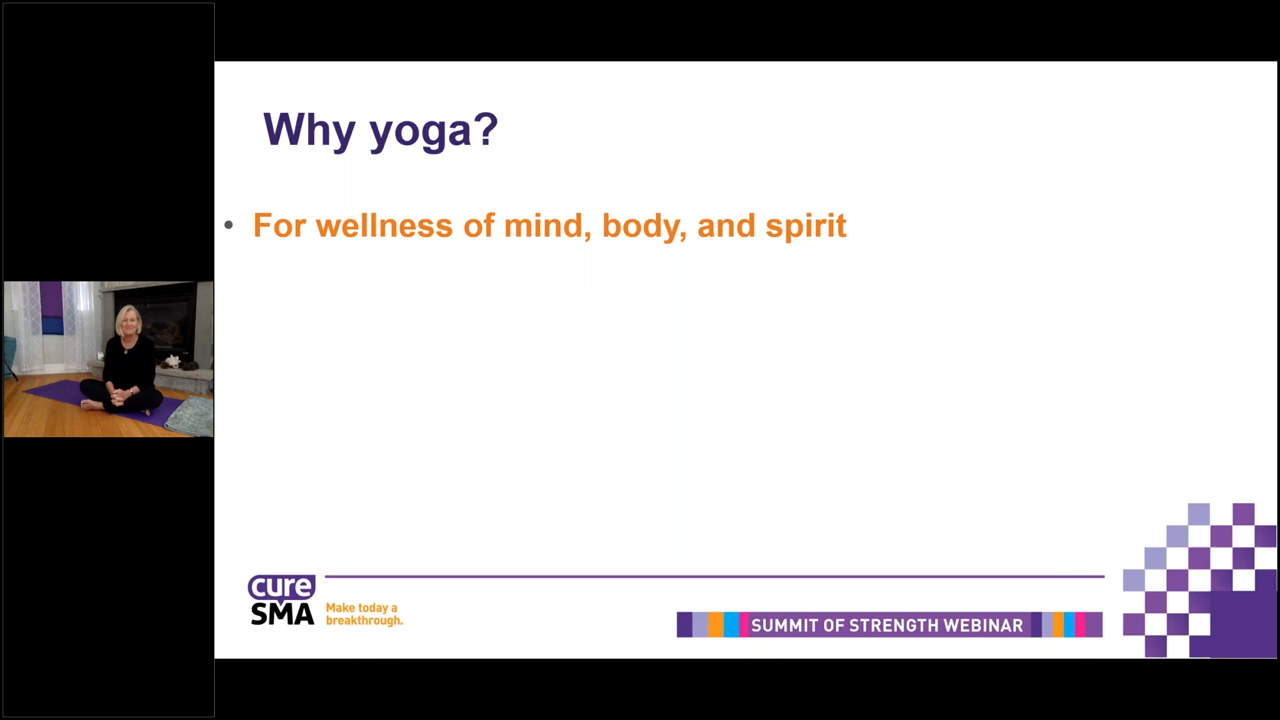 Why yoga?
• For wellness of mind, body, and spirit
cure
SMA
Make today a
breakthrough.
SUMMIT OF STRENGTH WEBINAR